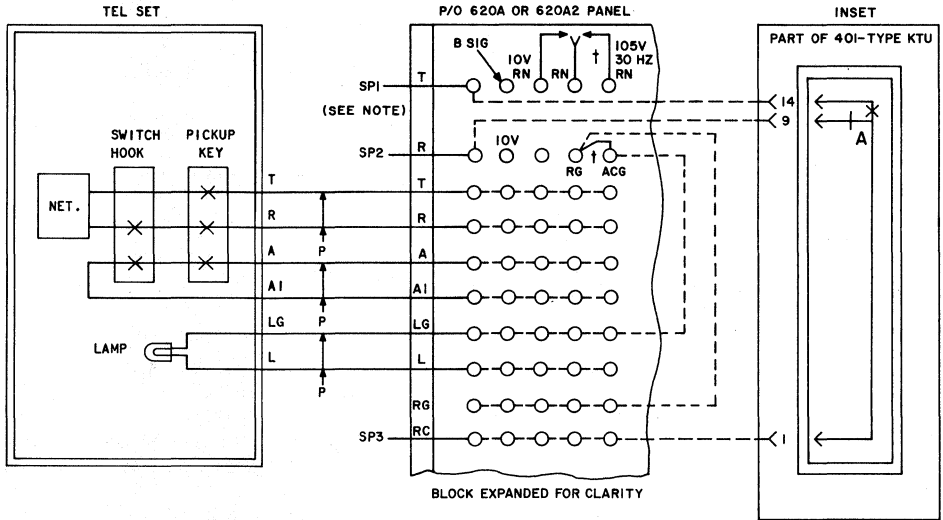 TEL SET
P/O 620A OR 620A2 PANEL
INSET
PART OF 401-TYPE KTU
B SIG
10V
RN
RN
†
105V
30 HZ
RN
SP1
T
(SEE NOTE)
14
9
A
SWITCH
HOOK
PICKUP
KEY
SP2
R
10V
RG
†
ACG
NET.
T
T
R
P
R
A
A
A1
P
A1
LG
LG
LAMP
L
L
P
RG
SP3
RC
1
BLOCK EXPANDED FOR CLARITY